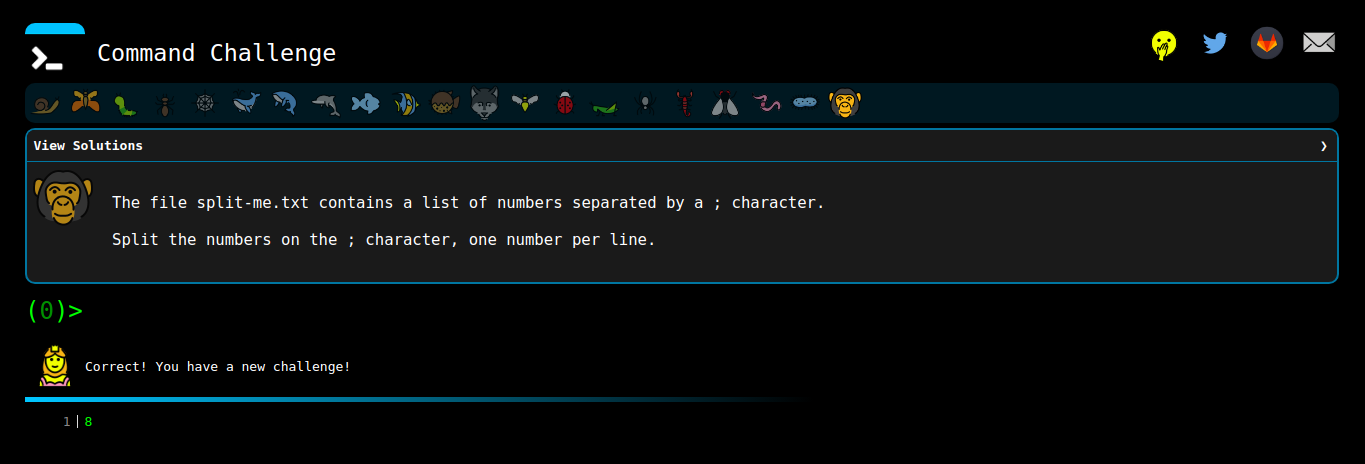 Command Challenge
View Solutions ❯
The file split-me.txt contains a list of numbers separated by a ; character.
Split the numbers on the ; character, one number per line.
(0)>
Correct! You have a new challenge!
1 | 8